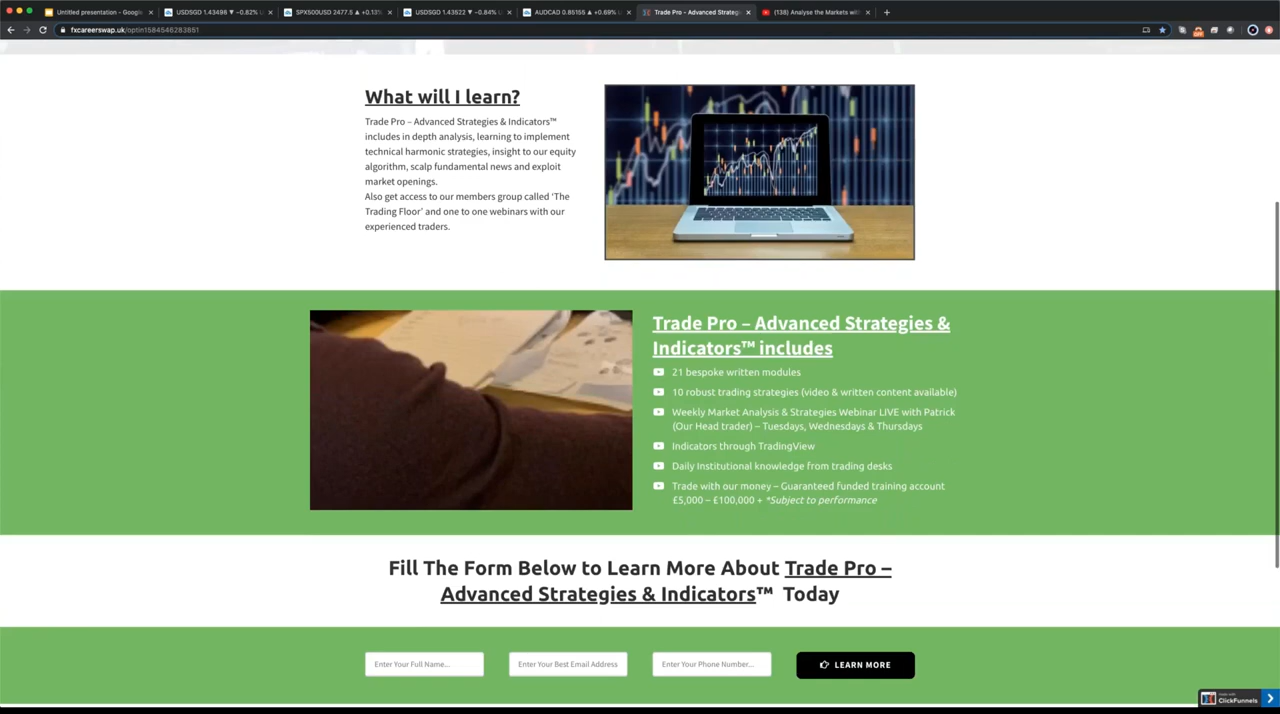 Untitled presentation - Google
USDSGD 1.43498 ▼ −0.82% U
SPX500USD 2477.5 ▲ +0.13%
USDSGD 1.43522 ▼ −0.84% U
AUDCAD 0.85155 ▲ +0.69% U
Trade Pro - Advanced Strateg
(138) Analyse the Markets wit
fxcareerswap.uk/optin1584546283851
What will I learn?
Trade Pro – Advanced Strategies & Indicators™
includes in depth analysis, learning to implement
technical harmonic strategies, insight to our equity
algorithm, scalp fundamental news and exploit
market openings.
Also get access to our members group called ‘The
Trading Floor’ and one to one webinars with our
experienced traders.
Trade Pro – Advanced Strategies &
Indicators™ includes
21 bespoke written modules
10 robust trading strategies (video & written content available)
Weekly Market Analysis & Strategies Webinar LIVE with Patrick
(Our Head trader) – Tuesdays, Wednesdays & Thursdays
Indicators through TradingView
Daily Institutional knowledge from trading desks
Trade with our money – Guaranteed funded training account
£5,000 – £100,000 + *Subject to performance
Fill The Form Below to Learn More About Trade Pro –
Advanced Strategies & Indicators™ Today
Enter Your Full Name...
Enter Your Best Email Address
Enter Your Phone Number...
LEARN MORE
made with
ClickFunnels